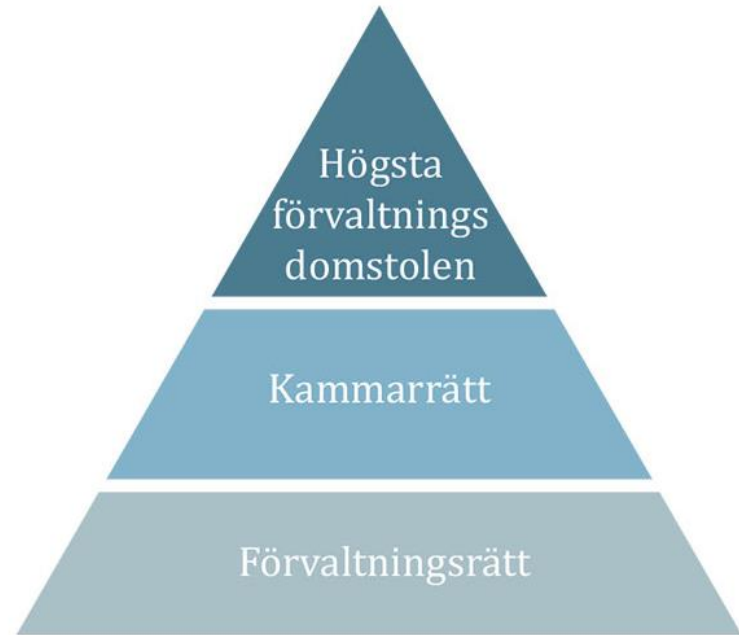 Högsta
förvaltnings
domstolen
Kammarrätt
Förvaltningsrätt